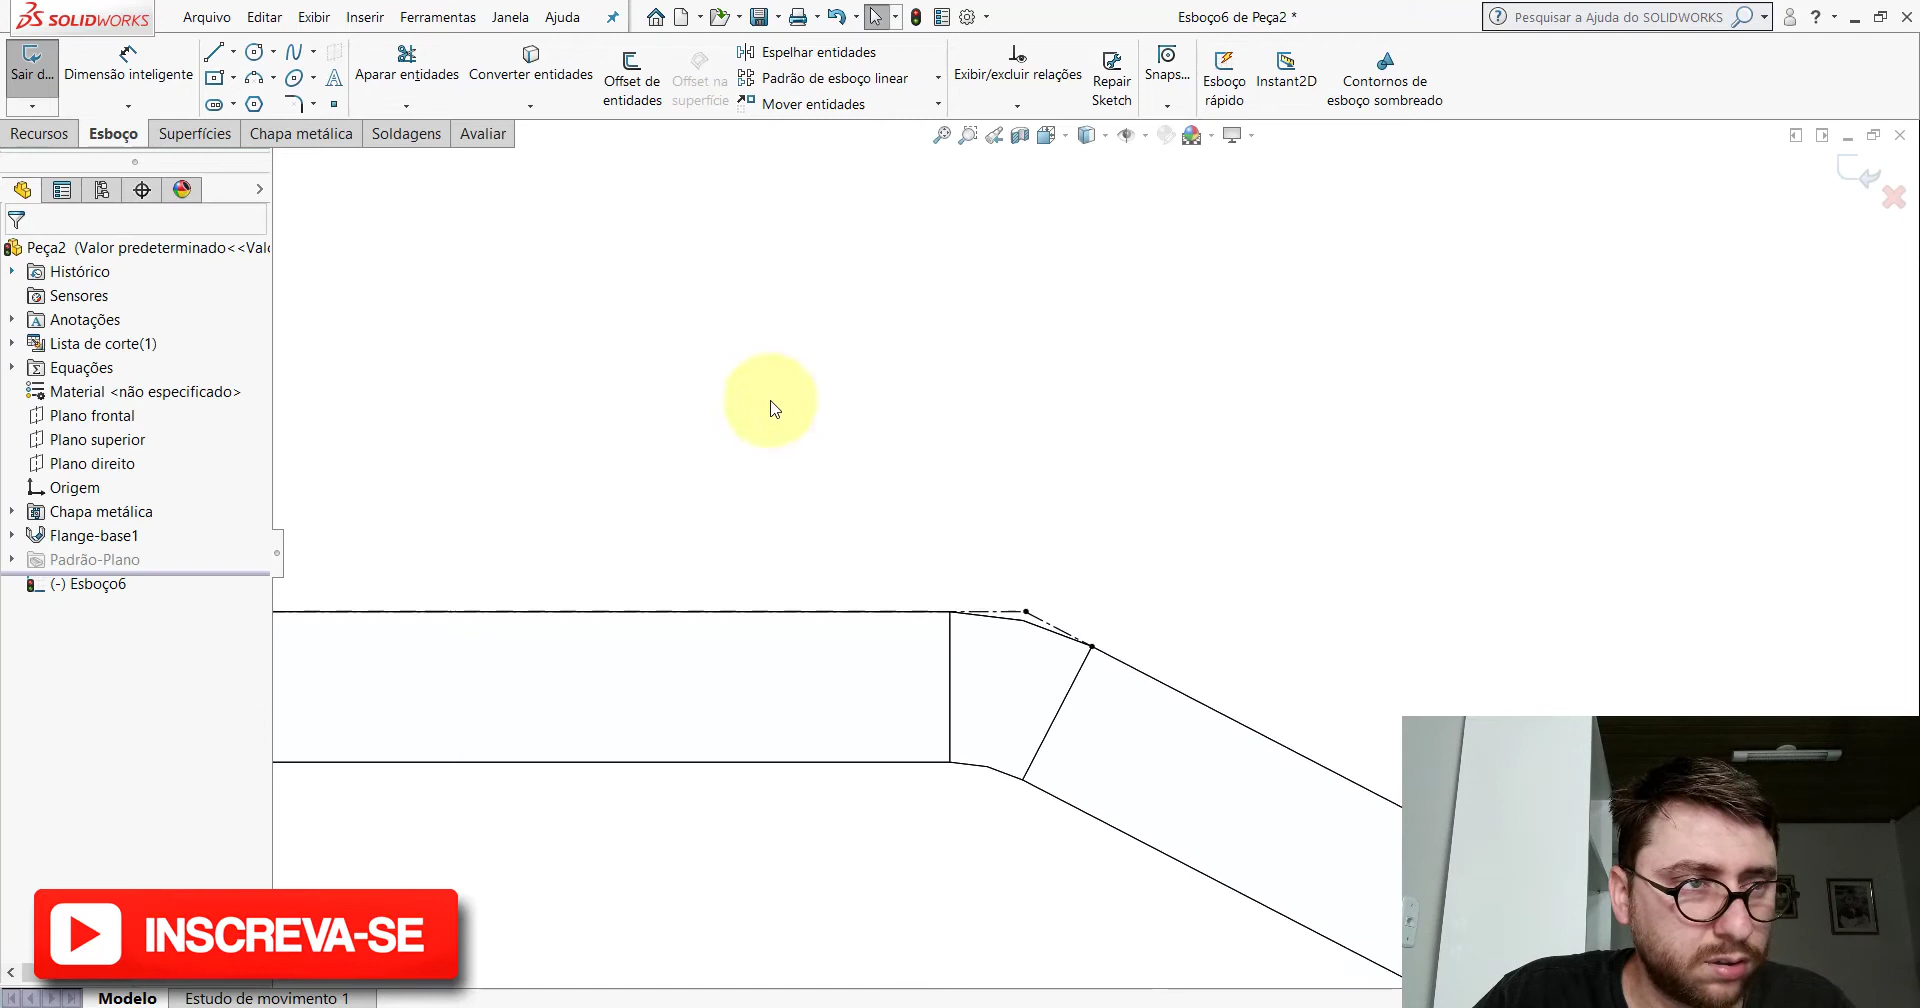 SOLIDWORKS
Arquivo Editar Exibir Inserir Ferramentas Janela Ajuda
Esboço6 de Peça2 *
Pesquisar a Ajuda do SOLIDWORKS
Sair d...
Dimensão inteligente
Aparar entidades
Converter entidades
Offset de entidades
Offset na superfície
Espelhar entidades
Padrão de esboço linear
Mover entidades
Exibir/excluir relações
Repair Sketch
Snaps...
Esboço rápido
Instant2D
Contornos de esboço sombreado
Recursos Esboço Superfícies Chapa metálica Soldagens Avaliar
Peça2 (Valor predeterminado<<Valo
Histórico
Sensores
Anotações
Lista de corte(1)
Equações
Material <não especificado>
Plano frontal
Plano superior
Plano direito
Origem
Chapa metálica
Flange-base1
Padrão-Plano
(-) Esboço6
INSCREVA-SE
Modelo Estudo de movimento 1